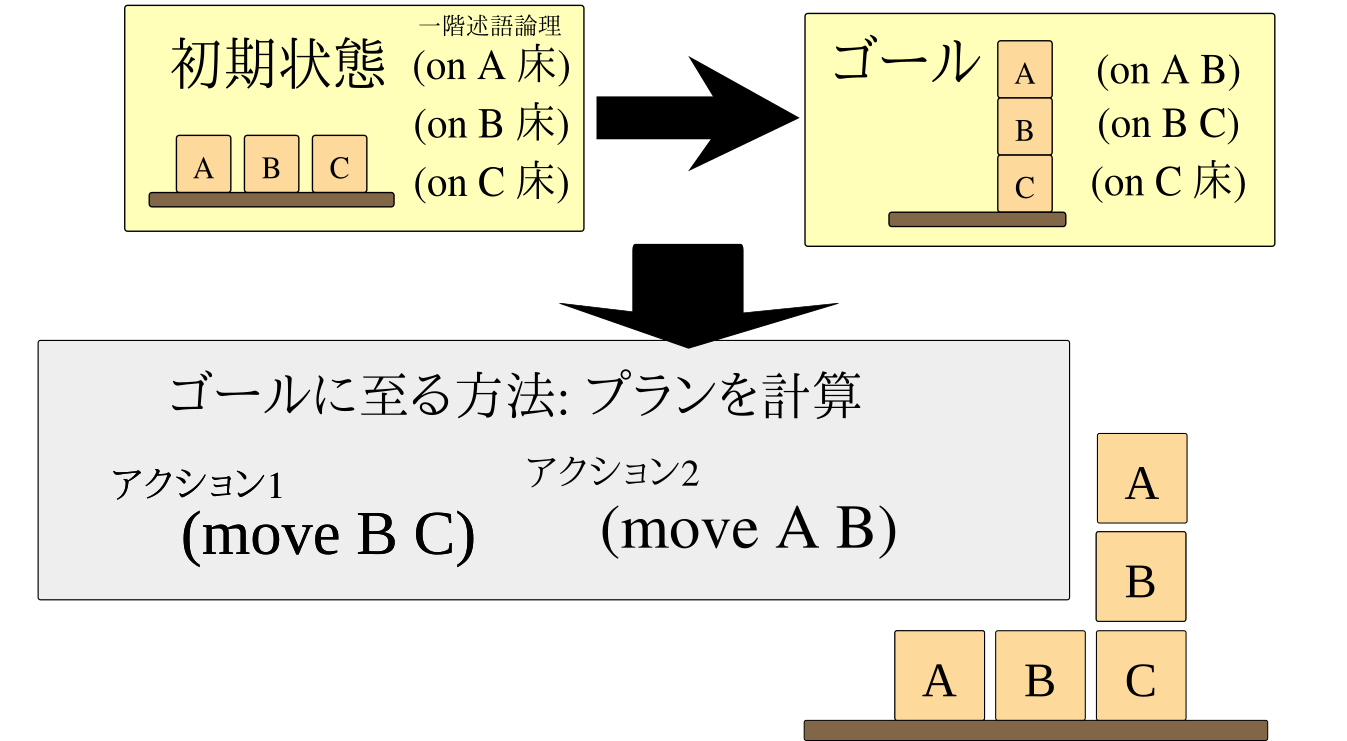 一階述語論理
初期状態
(on A 床)
(on B 床)
(on C 床)
A B C
ゴール
A
B
C
(on A B)
(on B C)
(on C 床)
ゴールに至る方法: プランを計算
アクション1
(move B C)
アクション2
(move A B)
A
B
A B C